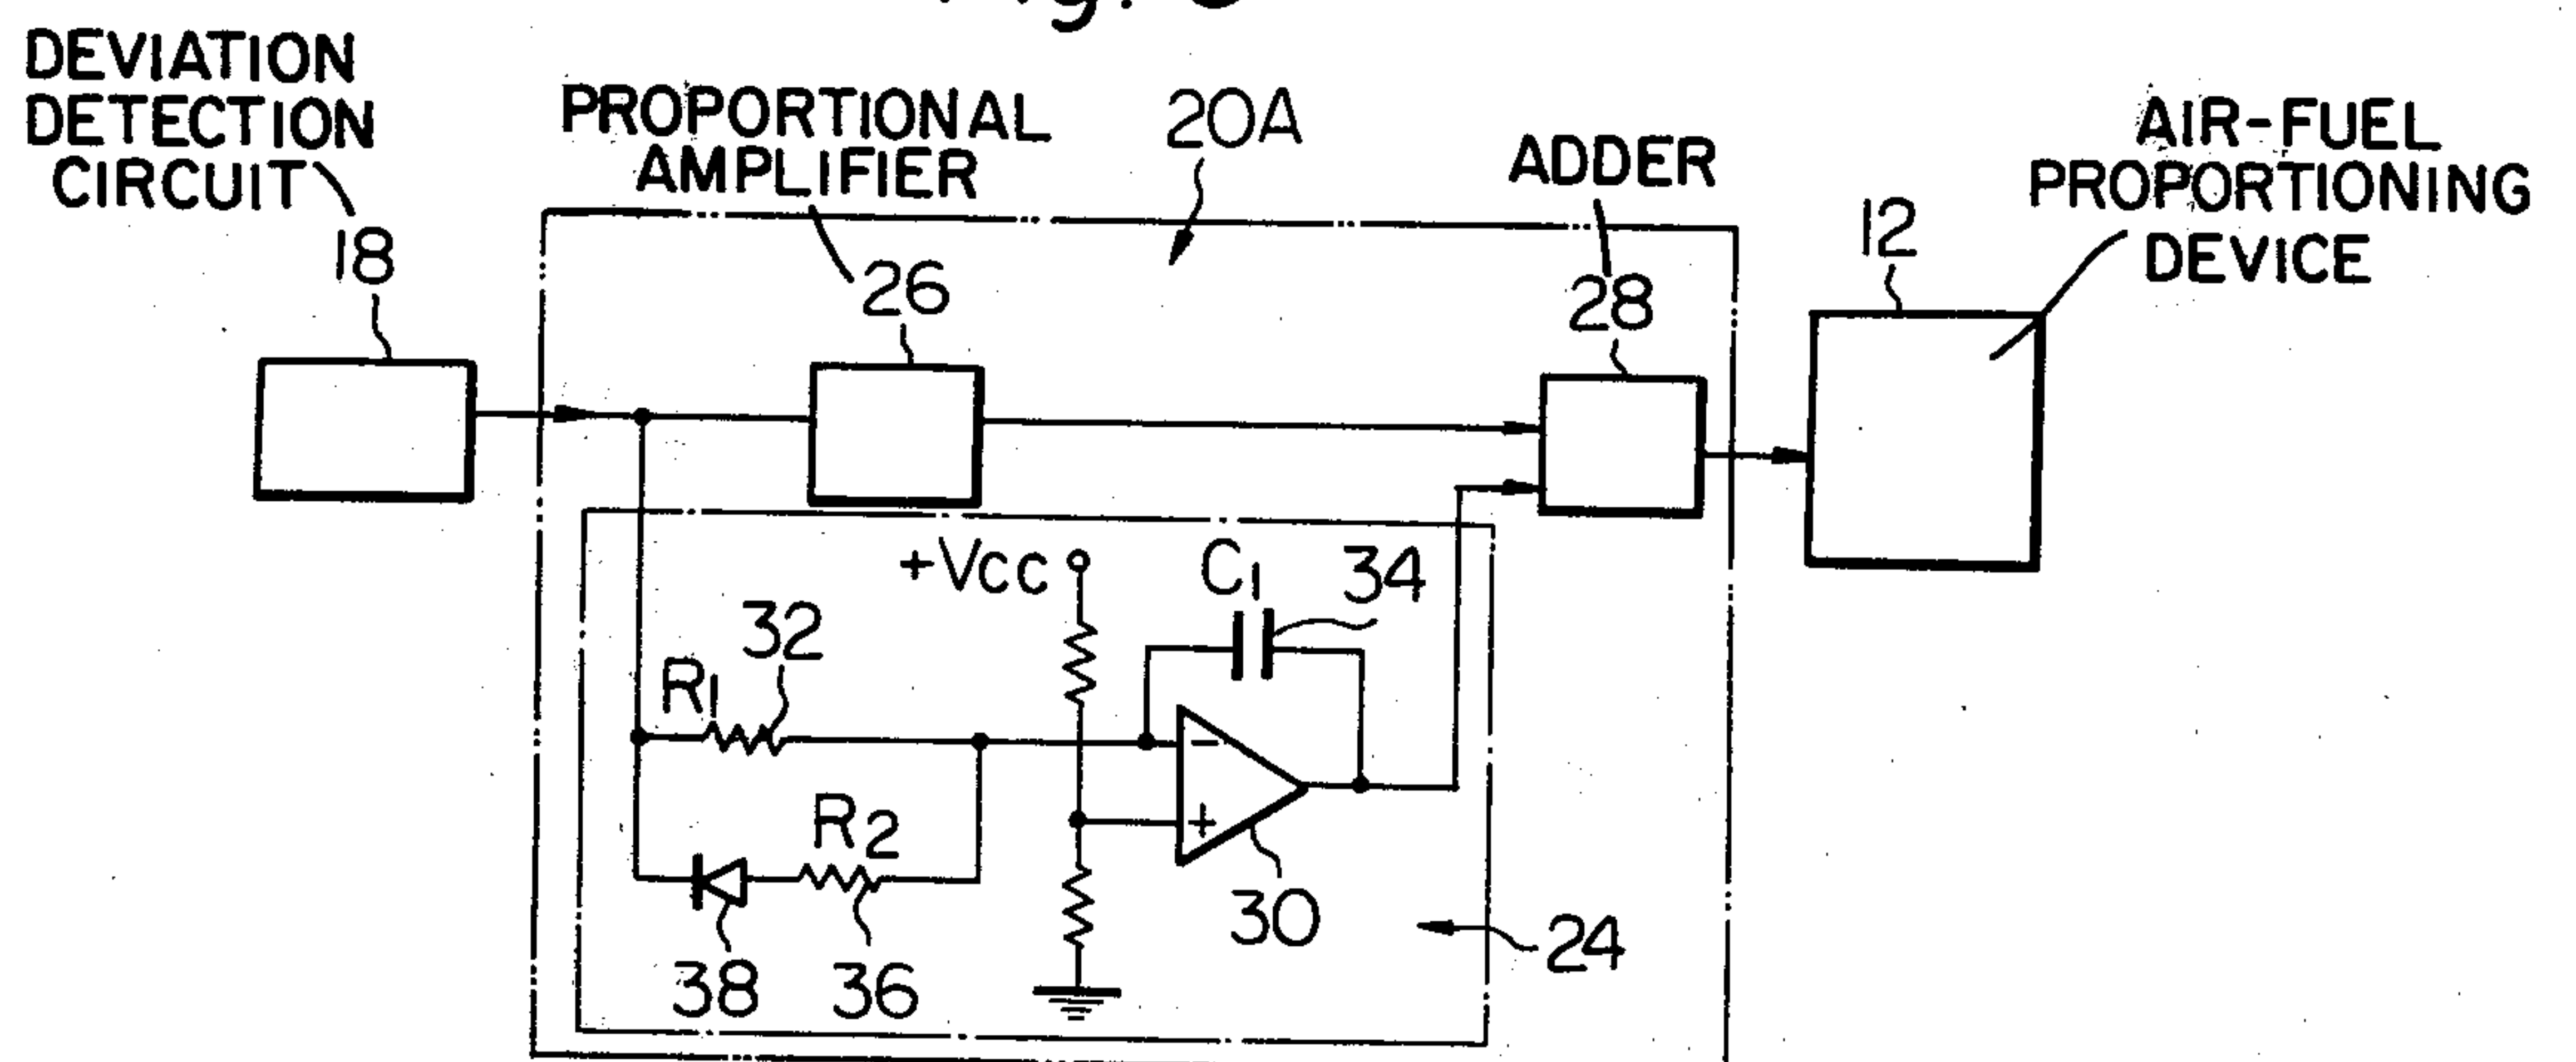 DEVIATION
DETECTION
CIRCUIT
18
PROPORTIONAL
AMPLIFIER
26
20A
ADDER
28
12
AIR-FUEL
PROPORTIONING
DEVICE
+Vcc
C1
34
32
R1
R2
38
36
-
+
30
24